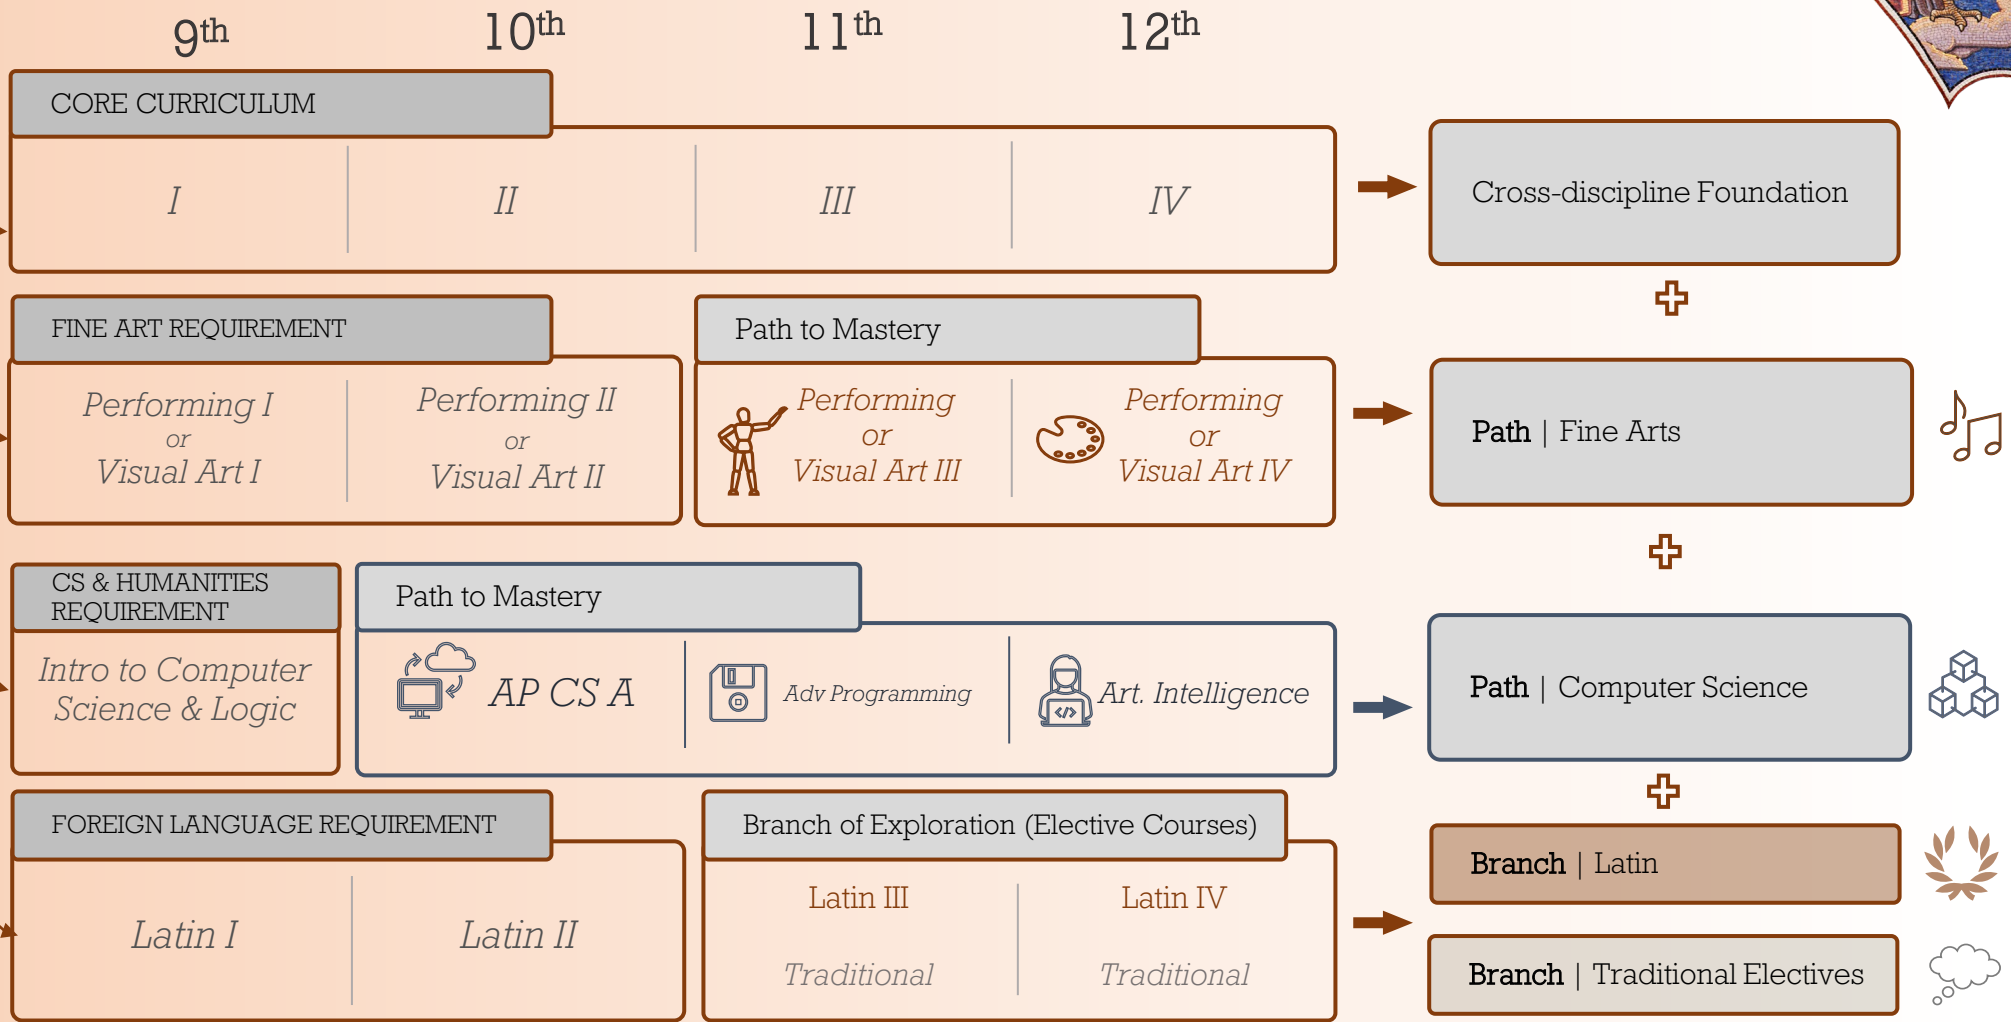 9th 10th 11th 12th
CORE CURRICULUM
I II III IV
Cross-discipline Foundation
FINE ART REQUIREMENT
Path to Mastery
Performing I
or
Visual Art I
Performing II
or
Visual Art II
Performing
or
Visual Art III
Performing
or
Visual Art IV
Path | Fine Arts
CS & HUMANITIES
REQUIREMENT
Path to Mastery
Intro to Computer
Science & Logic
AP CS A
Adv Programming
</>
Art. Intelligence
Path | Computer Science
FOREIGN LANGUAGE REQUIREMENT
Branch of Exploration (Elective Courses)
Latin I
Latin II
Latin III
Traditional
Latin IV
Traditional
Branch | Latin
Branch | Traditional Electives